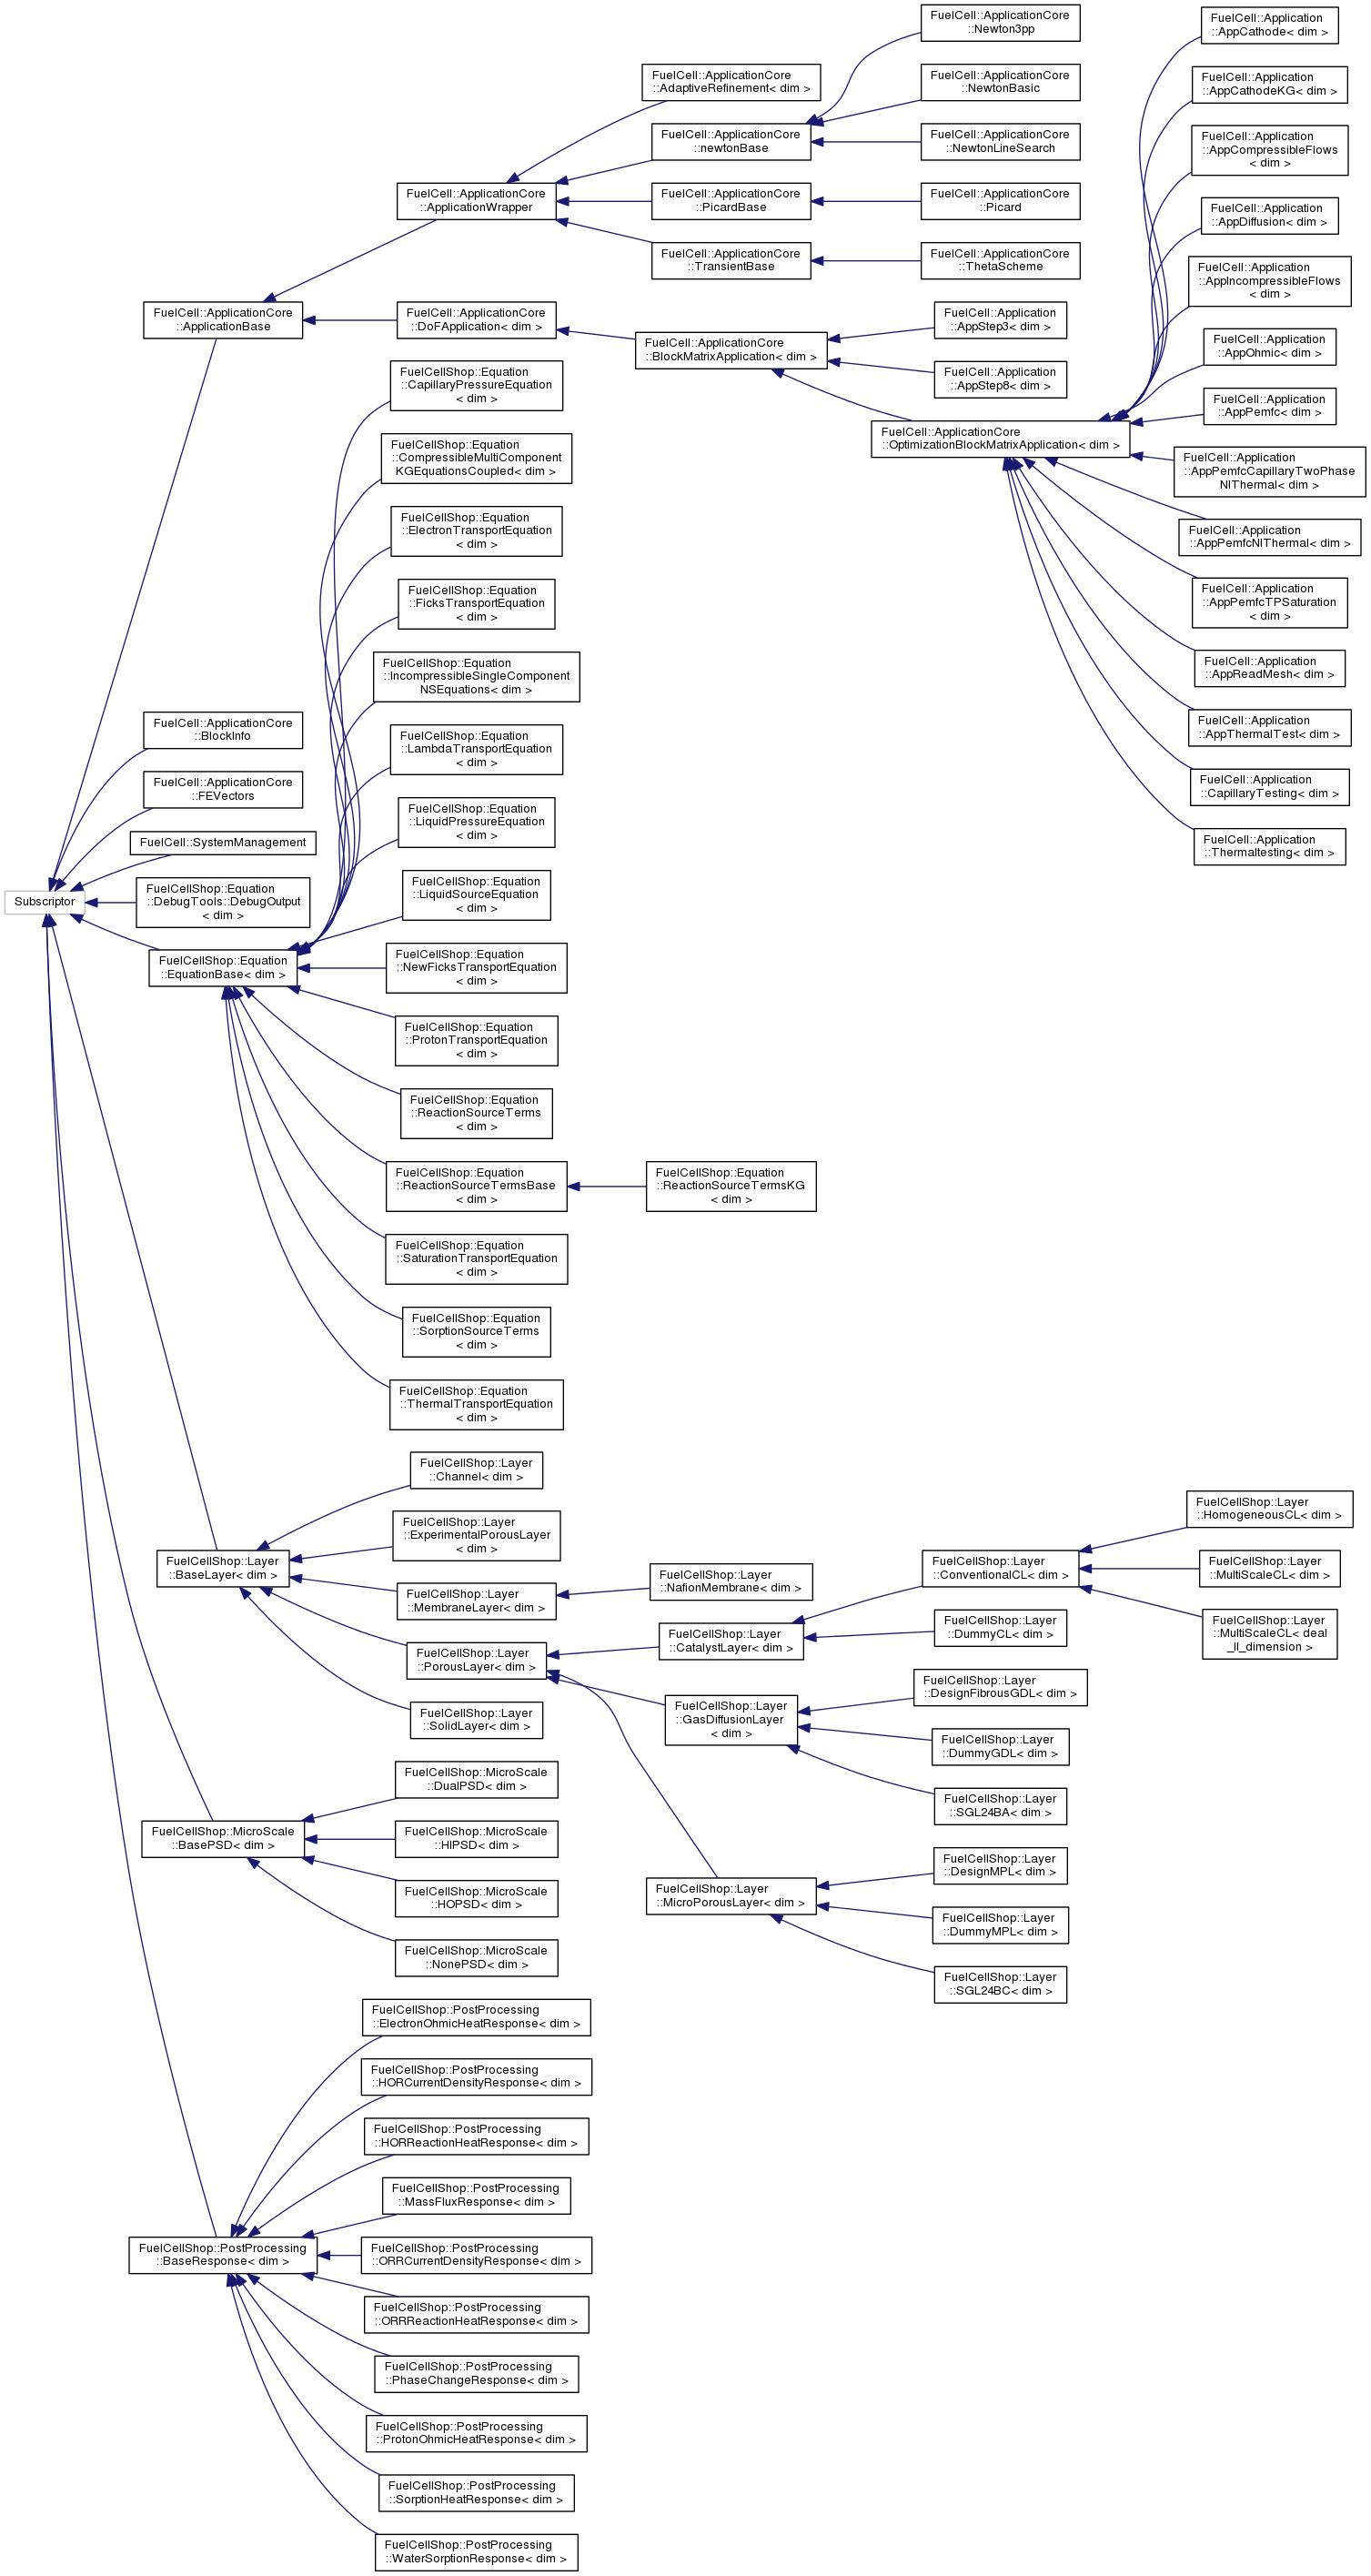 Subscriptor
FuelCell::ApplicationCore
::ApplicationBase
FuelCell::ApplicationCore
::BlockInfo
FuelCell::ApplicationCore
::FEVectors
FuelCell::SystemManagement
FuelCellShop::Equation
::DebugTools::DebugOutput
< dim >
FuelCellShop::Equation
::EquationBase< dim >
FuelCellShop::Layer
::BaseLayer< dim >
FuelCellShop::MicroScale
::BasePSD< dim >
FuelCellShop::PostProcessing
::BaseResponse< dim >
FuelCell::ApplicationCore
::ApplicationWrapper
FuelCell::ApplicationCore
::DoFApplication< dim >
FuelCellShop::Equation
::CapillaryPressureEquation
< dim >
FuelCellShop::Equation
::CompressibleMultiComponent
KGEquationsCoupled< dim >
FuelCellShop::Equation
::ElectronTransportEquation
< dim >
FuelCellShop::Equation
::FicksTransportEquation
< dim >
FuelCellShop::Equation
::IncompressibleSingleComponent
NSEquations< dim >
FuelCellShop::Equation
::LambdaTransportEquation
< dim >
FuelCellShop::Equation
::LiquidPressureEquation
< dim >
FuelCellShop::Equation
::LiquidSourceEquation
< dim >
FuelCellShop::Equation
::NewFicksTransportEquation
< dim >
FuelCellShop::Equation
::ProtonTransportEquation
< dim >
FuelCellShop::Equation
::ReactionSourceTerms
< dim >
FuelCellShop::Equation
::ReactionSourceTermsBase
< dim >
FuelCellShop::Equation
::SaturationTransportEquation
< dim >
FuelCellShop::Equation
::SorptionSourceTerms
< dim >
FuelCellShop::Equation
::ThermalTransportEquation
< dim >
FuelCellShop::Layer
::Channel< dim >
FuelCellShop::Layer
::ExperimentalPorousLayer
< dim >
FuelCellShop::Layer
::MembraneLayer< dim >
FuelCellShop::Layer
::PorousLayer< dim >
FuelCellShop::Layer
::SolidLayer< dim >
FuelCellShop::MicroScale
::DualPSD< dim >
FuelCellShop::MicroScale
::HIPSD< dim >
FuelCellShop::MicroScale
::HOPSD< dim >
FuelCellShop::MicroScale
::NonePSD< dim >
FuelCellShop::PostProcessing
::ElectronOhmicHeatResponse< dim >
FuelCellShop::PostProcessing
::HORCurrentDensityResponse< dim >
FuelCellShop::PostProcessing
::HORReactionHeatResponse< dim >
FuelCellShop::PostProcessing
::MassFluxResponse< dim >
FuelCellShop::PostProcessing
::ORRCurrentDensityResponse< dim >
FuelCellShop::PostProcessing
::ORRReactionHeatResponse< dim >
FuelCellShop::PostProcessing
::PhaseChangeResponse< dim >
FuelCellShop::PostProcessing
::ProtonOhmicHeatResponse< dim >
FuelCellShop::PostProcessing
::SorptionHeatResponse< dim >
FuelCellShop::PostProcessing
::WaterSorptionResponse< dim >
FuelCell::ApplicationCore
::AdaptiveRefinement< dim >
FuelCell::ApplicationCore
::newtonBase
FuelCell::ApplicationCore
::PicardBase
FuelCell::ApplicationCore
::TransientBase
FuelCell::ApplicationCore
::BlockMatrixApplication< dim >
FuelCellShop::Equation
::ReactionSourceTermsKG
< dim >
FuelCellShop::Layer
::NafionMembrane< dim >
FuelCellShop::Layer
::CatalystLayer< dim >
FuelCellShop::Layer
::GasDiffusionLayer
< dim >
FuelCellShop::Layer
::MicroPorousLayer< dim >
FuelCell::ApplicationCore
::Newton3pp
FuelCell::ApplicationCore
::NewtonBasic
FuelCell::ApplicationCore
::NewtonLineSearch
FuelCell::ApplicationCore
::Picard
FuelCell::ApplicationCore
::ThetaScheme
FuelCell::Application
::AppStep3< dim >
FuelCell::Application
::AppStep8< dim >
FuelCell::ApplicationCore
::OptimizationBlockMatrixApplication< dim >
FuelCellShop::Layer
::ConventionalCL< dim >
FuelCellShop::Layer
::DummyCL< dim >
FuelCellShop::Layer
::DesignFibrousGDL< dim >
FuelCellShop::Layer
::DummyGDL< dim >
FuelCellShop::Layer
::SGL24BA< dim >
FuelCellShop::Layer
::DesignMPL< dim >
FuelCellShop::Layer
::DummyMPL< dim >
FuelCellShop::Layer
::SGL24BC< dim >
FuelCell::Application
::AppCathode< dim >
FuelCell::Application
::AppCathodeKG< dim >
FuelCell::Application
::AppCompressibleFlows
< dim >
FuelCell::Application
::AppDiffusion< dim >
FuelCell::Application
::AppIncompressibleFlows
< dim >
FuelCell::Application
::AppOhmic< dim >
FuelCell::Application
::AppPemfc< dim >
FuelCell::Application
::AppPemfcCapillaryTwoPhase
NIThermal< dim >
FuelCell::Application
::AppPemfcNIThermal< dim >
FuelCell::Application
::AppPemfcTPSaturation
< dim >
FuelCell::Application
::AppReadMesh< dim >
FuelCell::Application
::AppThermalTest< dim >
FuelCell::Application
::CapillaryTesting< dim >
FuelCell::Application
::Thermaltesting< dim >
FuelCellShop::Layer
::HomogeneousCL< dim >
FuelCellShop::Layer
::MultiScaleCL< dim >
FuelCellShop::Layer
::MultiScaleCL< deal
_II_dimension >